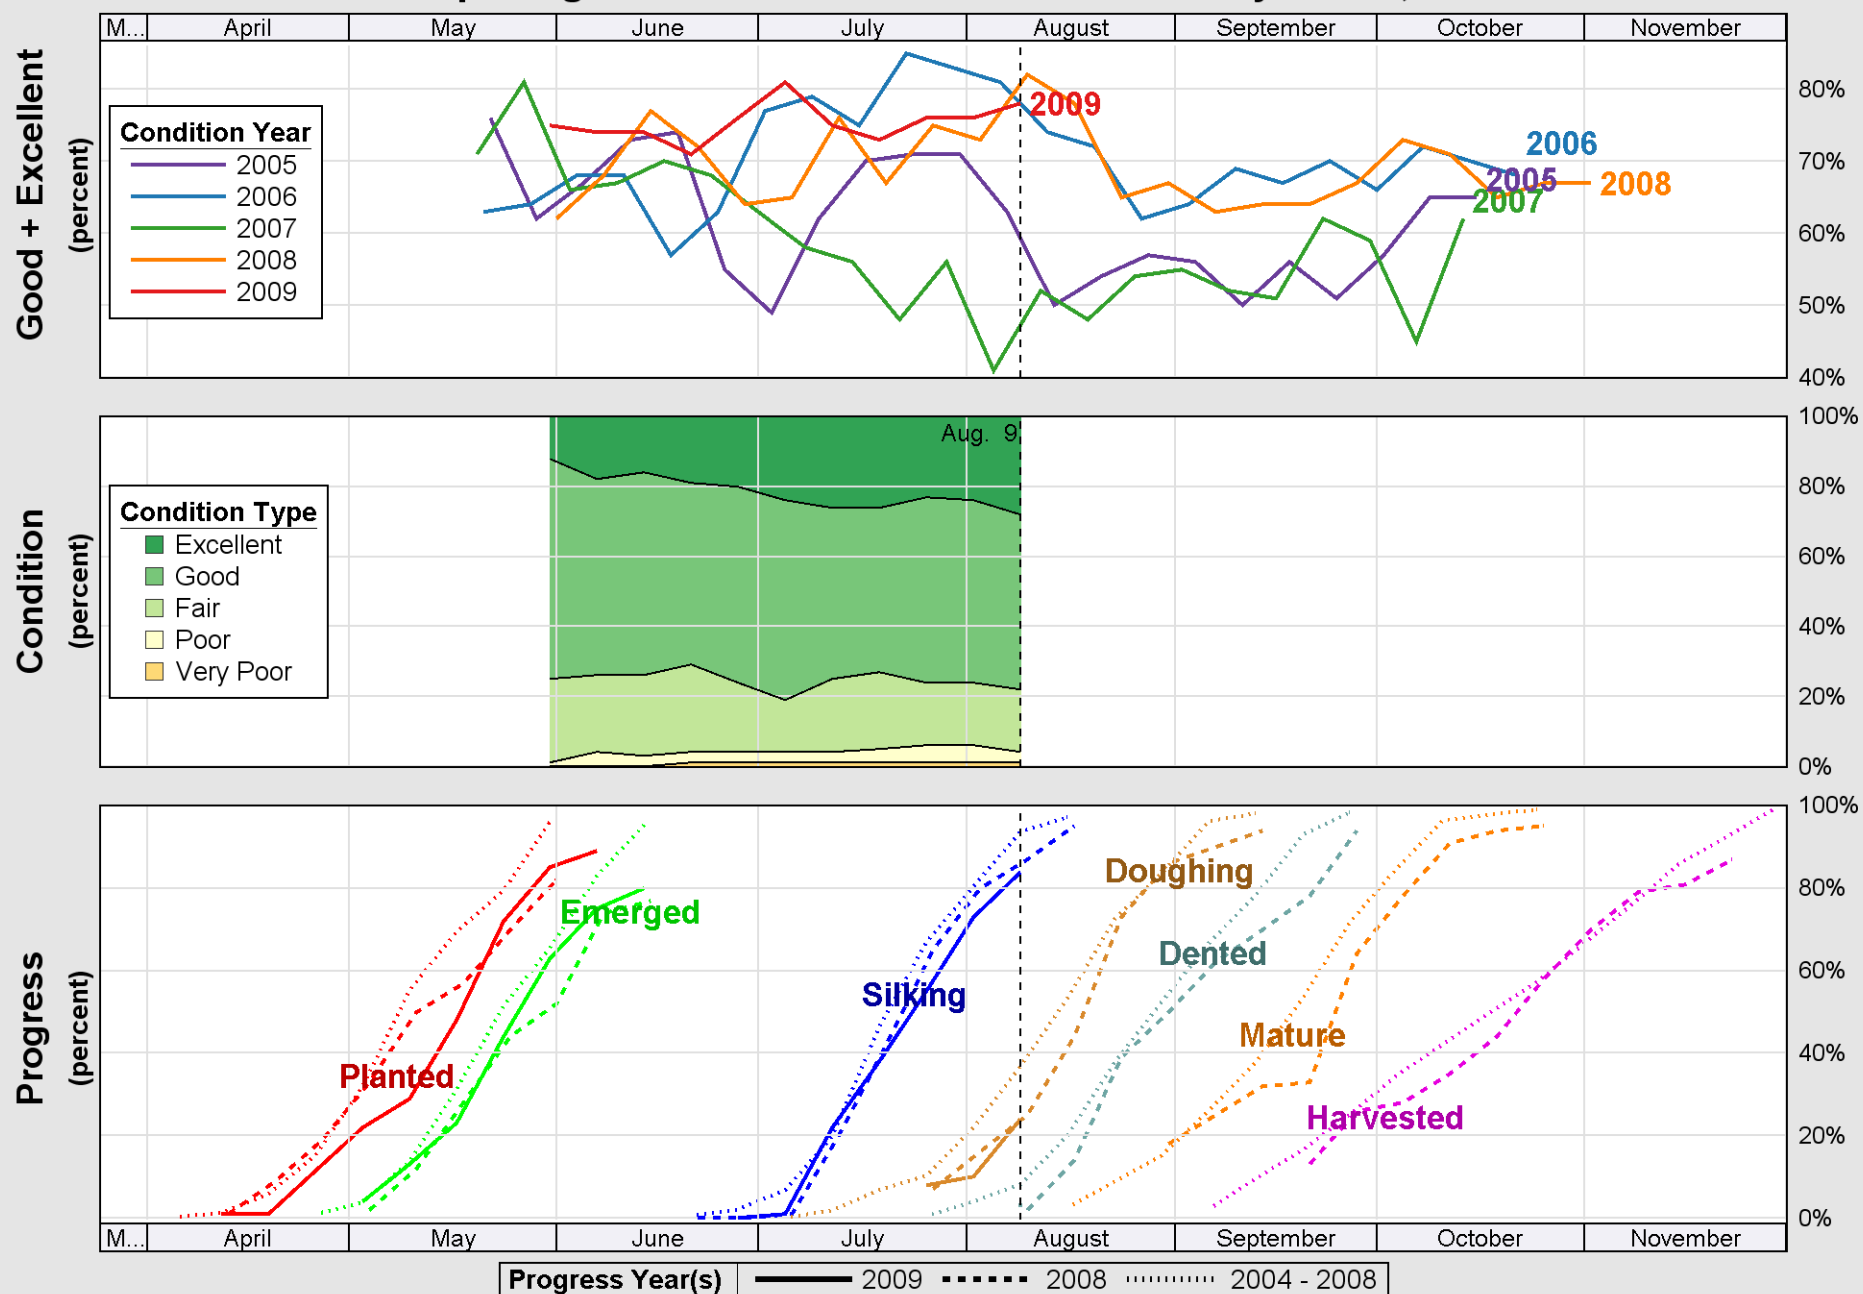 M... April May June July August September October November
Good + Excellent
(percent)
80%
70%
60%
50%
40%
Condition Year
2005
2006
2007
2008
2009
2009
2006
2005
2008
2007
Condition
(percent)
100%
80%
60%
40%
20%
0%
Aug. 9
Condition Type
Excellent
Good
Fair
Poor
Very Poor
Progress
(percent)
100%
80%
60%
40%
20%
0%
Doughing
Emerged
Dented
Silking
Mature
Planted
Harvested
M... April May June July August September October November
Progress Year(s) 2009 2008 2004 - 2008